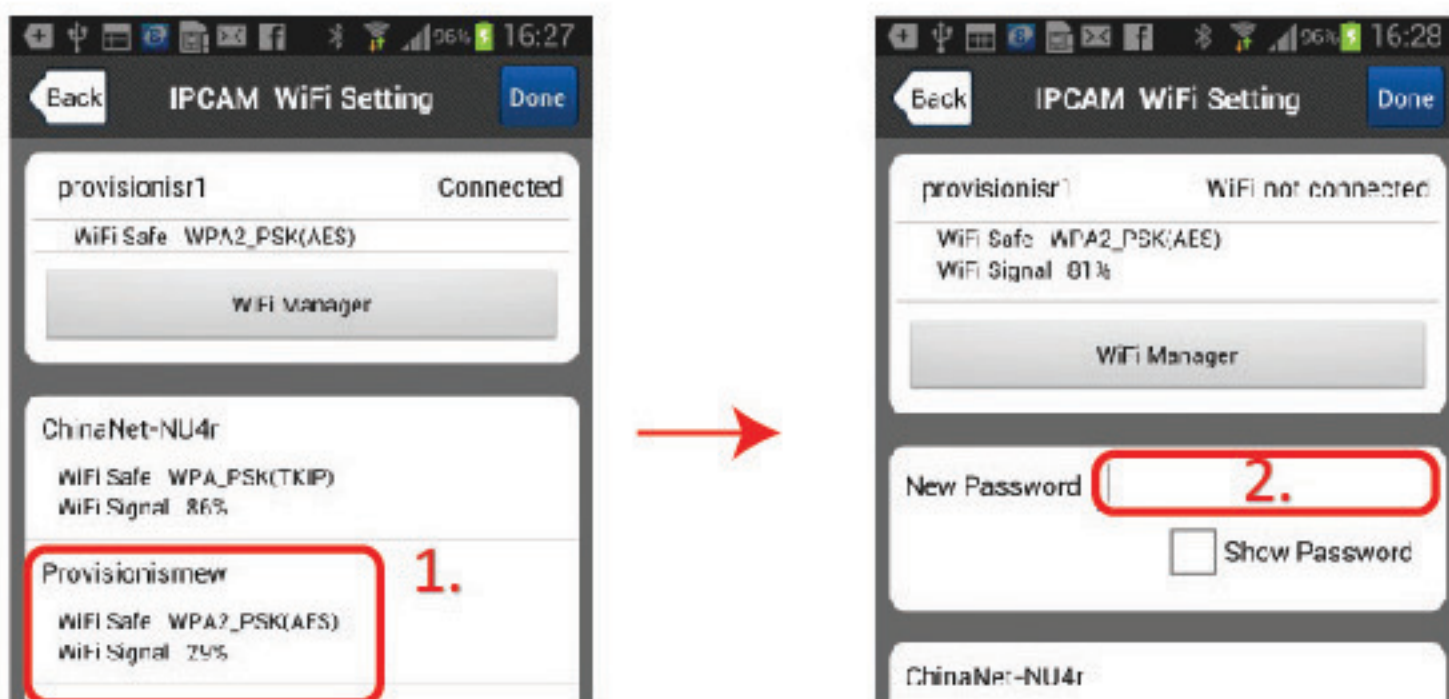 96% 16:27
Back IPCAM WiFi Setting Done
provisionisr1 Connected
WiFi Safe WPA2_PSK(AES)
WiFi Manager
ChinaNet-NU4r
WiFi Safe WPA_PSK(TKIP)
WiFi Signal 86%
Provisionisrnew
WiFi Safe WPA2_PSK(AES)
WiFi Signal 29%
1.
96% 16:28
Back IPCAM WiFi Setting Done
provisionisr1 WiFi not connected
WiFi Safe WPA2_PSK(AES)
WiFi Signal 81%
WiFi Manager
New Password 2.
Show Password
ChinaNet-NU4r